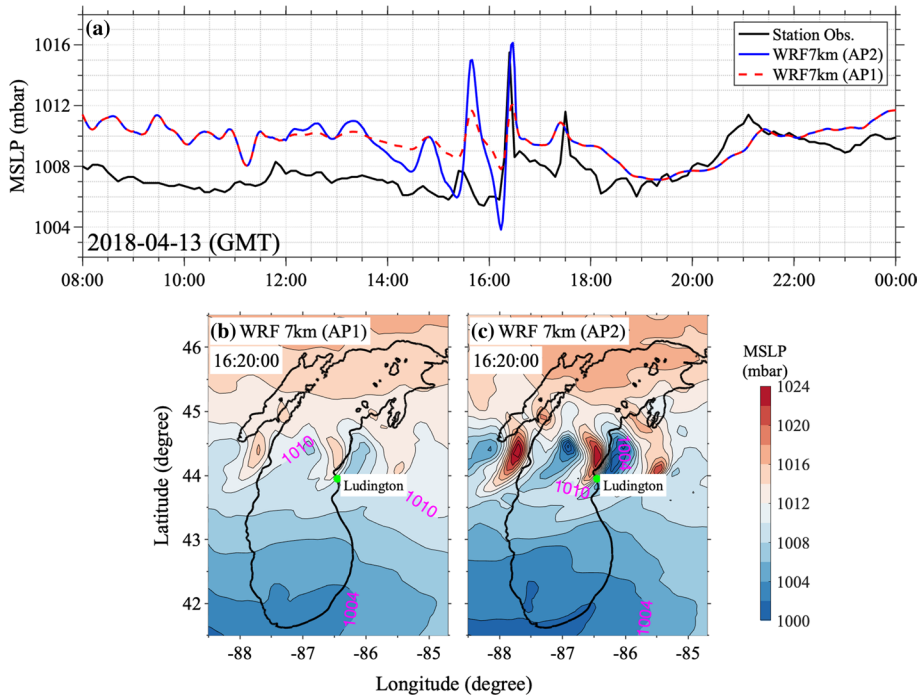 (a)
Station Obs.
WRF7km (AP2)
WRF7km (AP1)
MSLP (mbar)
1016
1012
1008
1004
2018-04-13 (GMT)
08:00 10:00 12:00 14:00 16:00 18:00 20:00 22:00 00:00
(b) WRF 7km (AP1)
16:20:00
(c) WRF 7km (AP2)
16:20:00
MSLP
(mbar)
1024
1020
1016
1012
1008
1004
1000
Latitude (degree)
46
45
44
43
42
1010
Ludington
1010
1004
1004
1010
Ludington
1004
-88 -87 -86 -85
-88 -87 -86 -85
Longitude (degree)